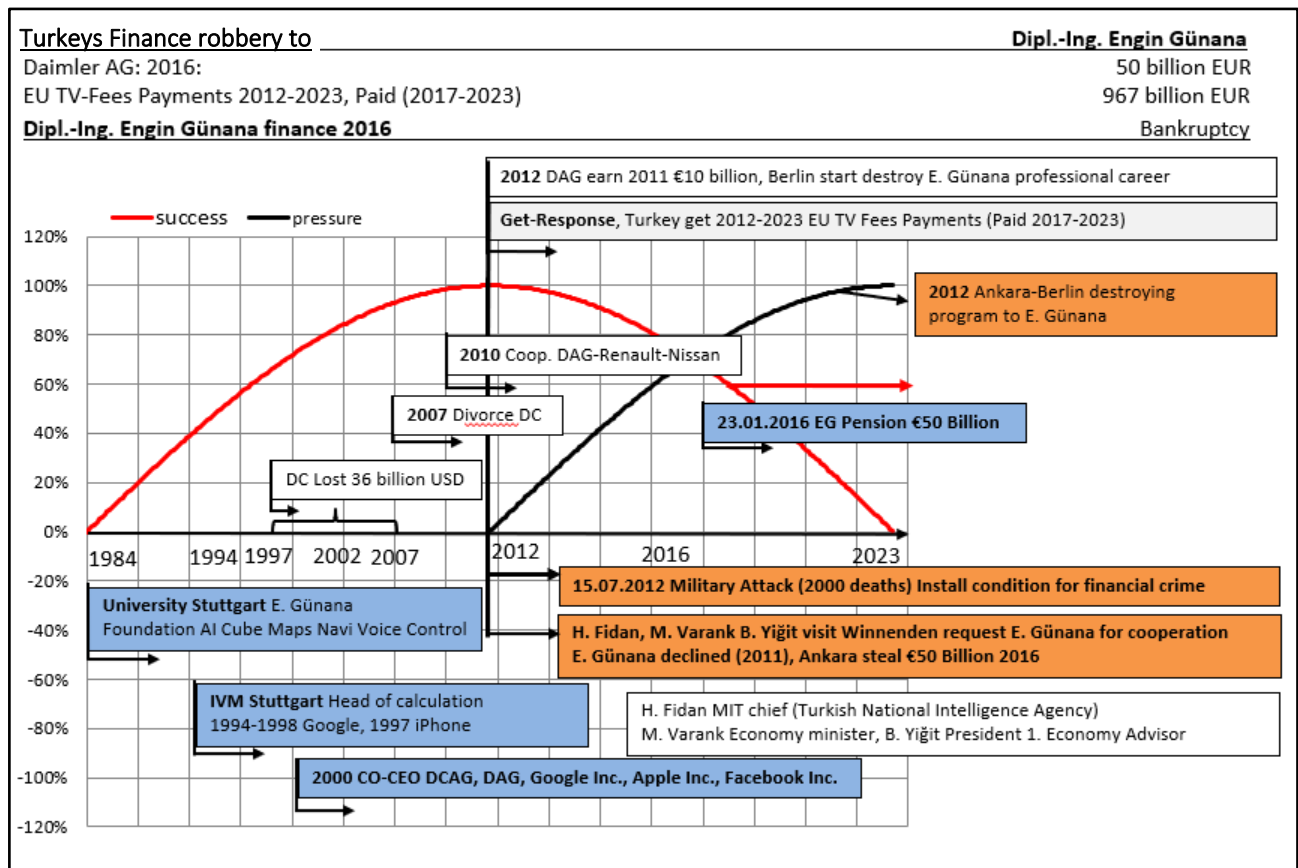 Turkeys Finance robbery to Dipl.-Ing. Engin Günana
Daimler AG: 2016: 50 billion EUR
EU TV-Fees Payments 2012-2023, Paid (2017-2023) 967 billion EUR
Dipl.-Ing. Engin Günana finance 2016 Bankruptcy
2012 DAG earn 2011 €10 billion, Berlin start destroy E. Günana professional career
success pressure
Get-Response, Turkey get 2012-2023 EU TV Fees Payments (Paid 2017-2023)
120%
100%
80%
60%
40%
20%
0%
-20%
-40%
-60%
-80%
-100%
-120%
2012 Ankara-Berlin destroying
program to E. Günana
2010 Coop. DAG-Renault-Nissan
2007 Divorce DC
23.01.2016 EG Pension €50 Billion
DC Lost 36 billion USD
1984 1994 1997 2002 2007 2012 2016 2023
15.07.2012 Military Attack (2000 deaths) Install condition for financial crime
University Stuttgart E. Günana
Foundation AI Cube Maps Navi Voice Control
H. Fidan, M. Varank B. Yiğit visit Winnenden request E. Günana for cooperation
E. Günana declined (2011), Ankara steal €50 Billion 2016
IVM Stuttgart Head of calculation
1994-1998 Google, 1997 iPhone
H. Fidan MIT chief (Turkish National Intelligence Agency)
M. Varank Economy minister, B. Yiğit President 1. Economy Advisor
2000 CO-CEO DCAG, DAG, Google Inc., Apple Inc., Facebook Inc.